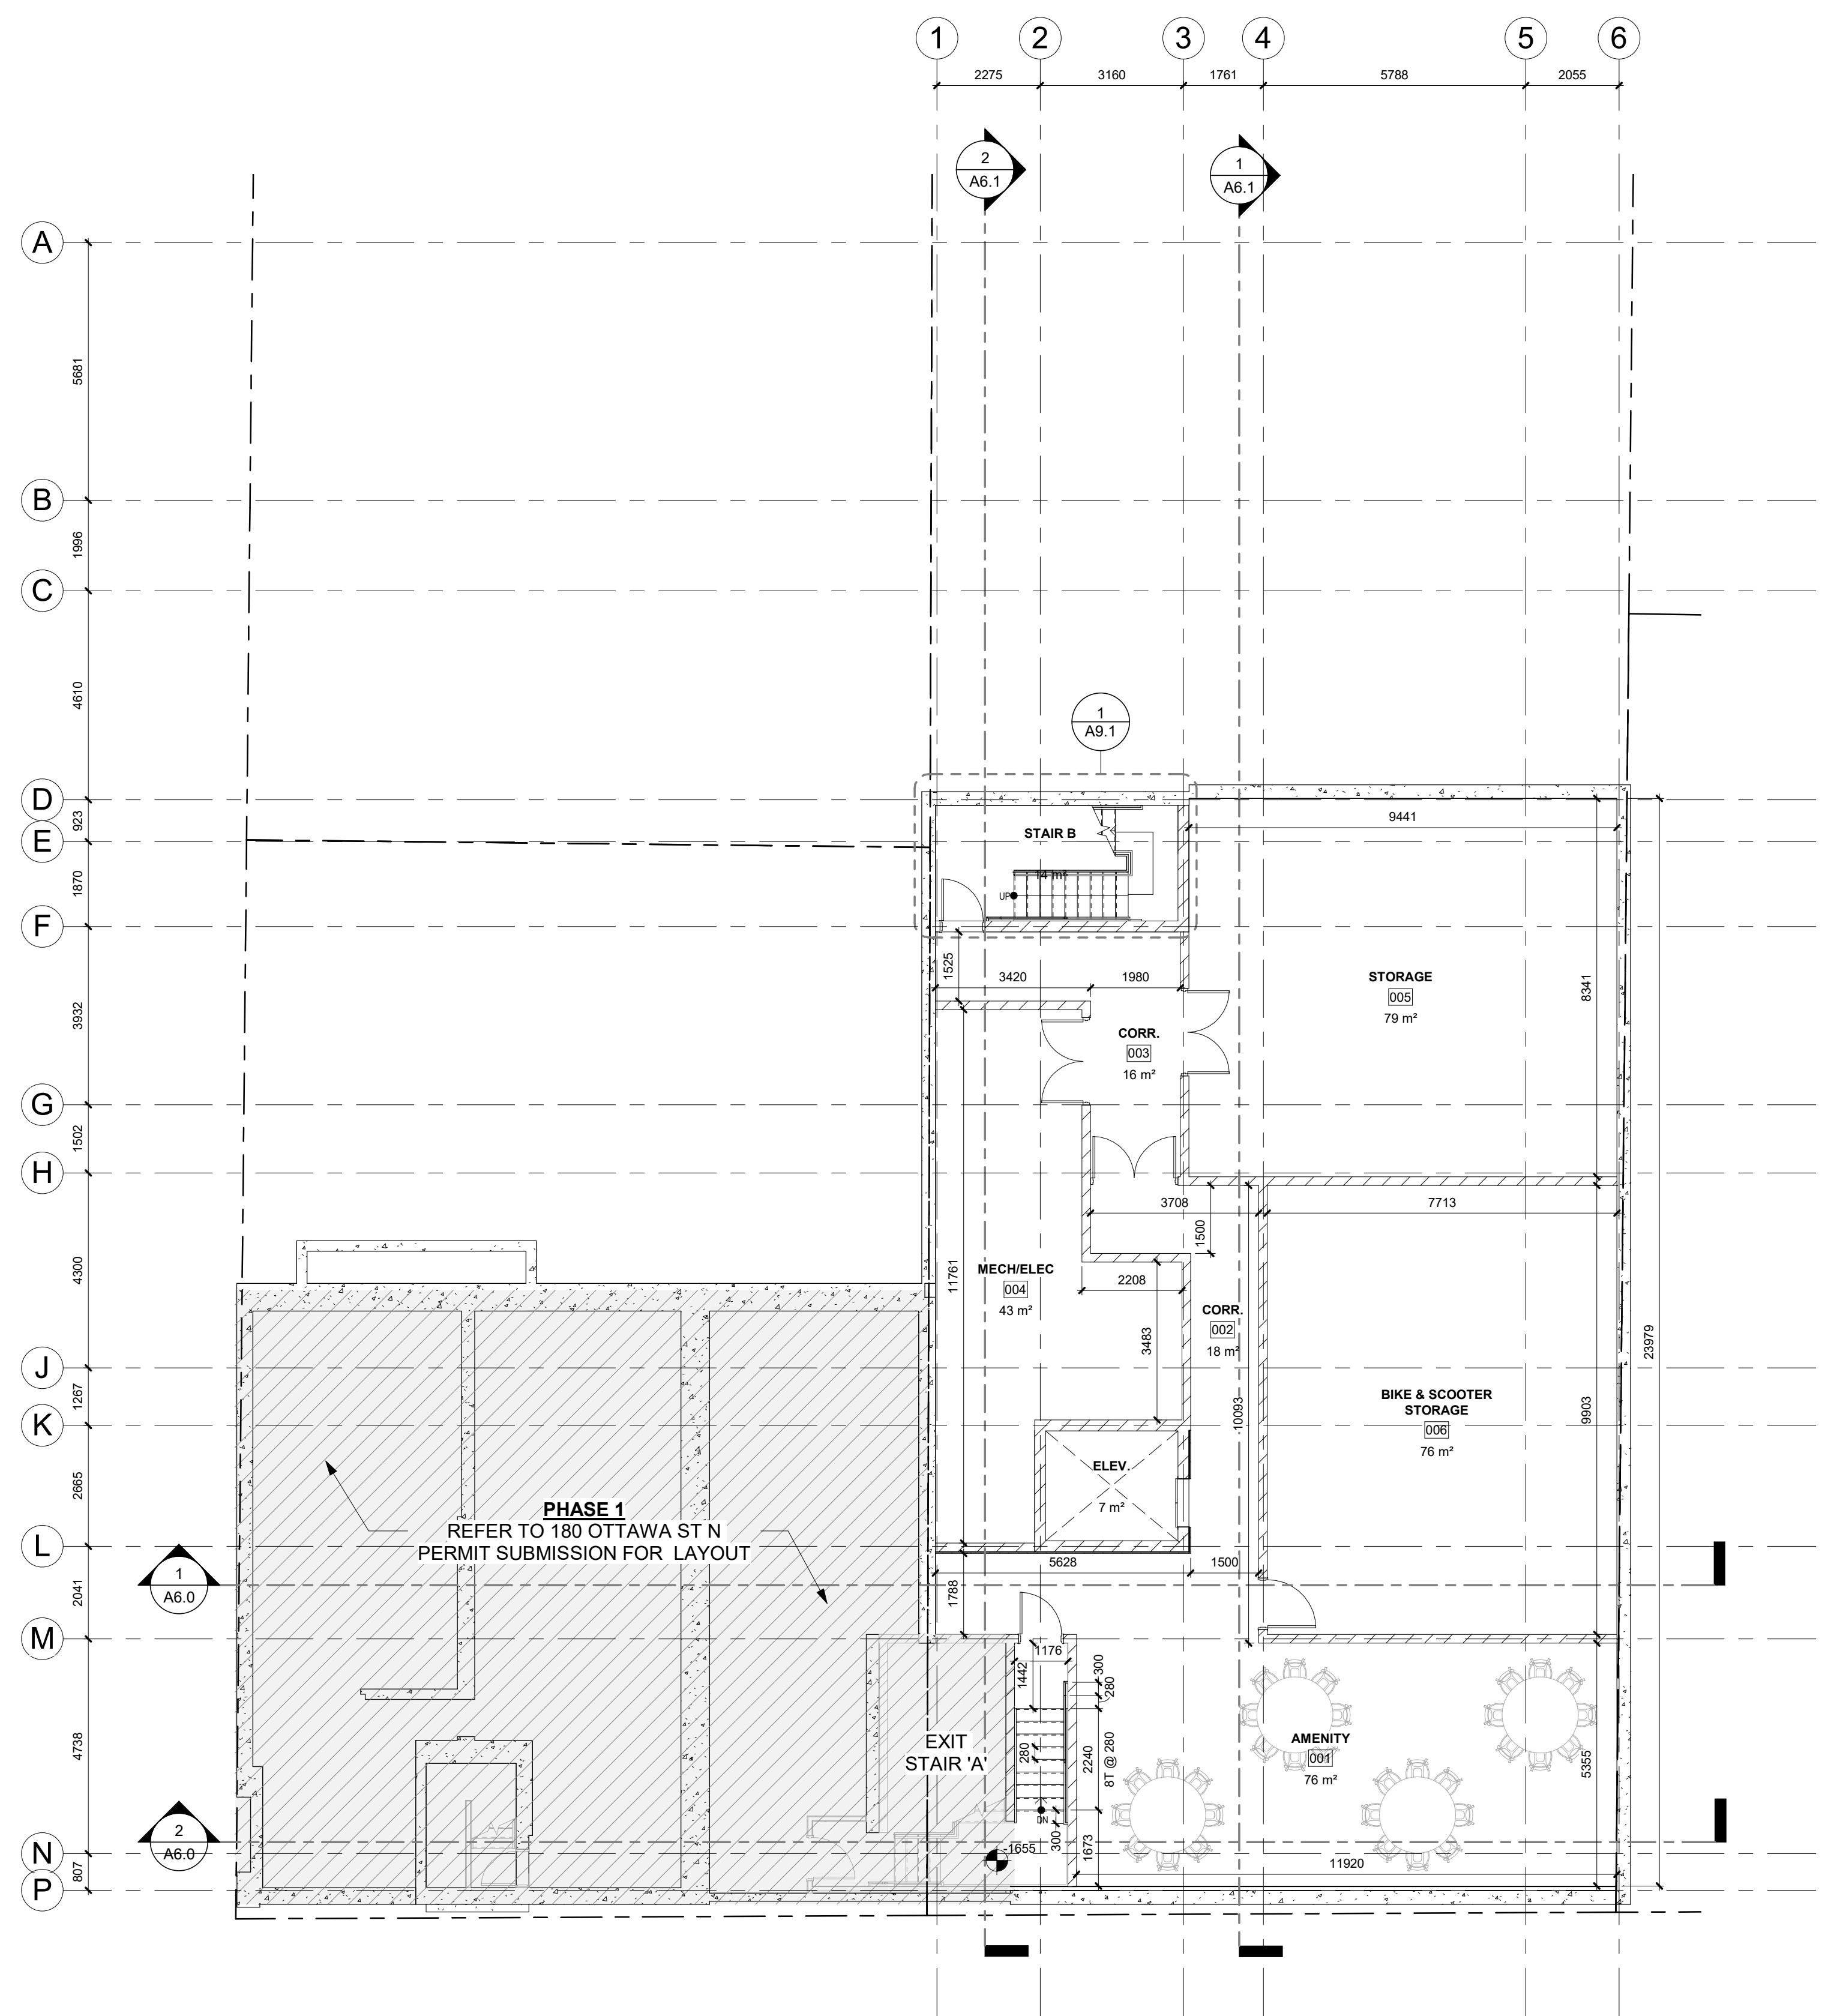 1 2 3 4 5 6
2275 3160 1761 5788 2055
2
A6.1
1
A6.1
A
5681
B
1996
C
4610
1
A9.1
D
923
E
STAIR B
9441
1870
14 m²
UP
F
1525
3420 1980
STORAGE
005
79 m²
8341
3932
CORR.
003
16 m²
G
1502
H
3708
7713
1500
4300
11761
MECH/ELEC
004
43 m²
2208
CORR.
002
18 m²
3483
23979
J
1267
BIKE & SCOOTER
STORAGE
006
76 m²
10093
9903
K
2665
ELEV.
7 m²
PHASE 1
REFER TO 180 OTTAWA ST N
PERMIT SUBMISSION FOR LAYOUT
L
5628 1500
1
A6.0
2041
1788
M
1176
1442
300
280
4738
EXIT
STAIR 'A'
280
2240
8T @ 280
AMENITY
001
76 m²
5355
DN
2
A6.0
N
-1655
300
1673
11920
807
P